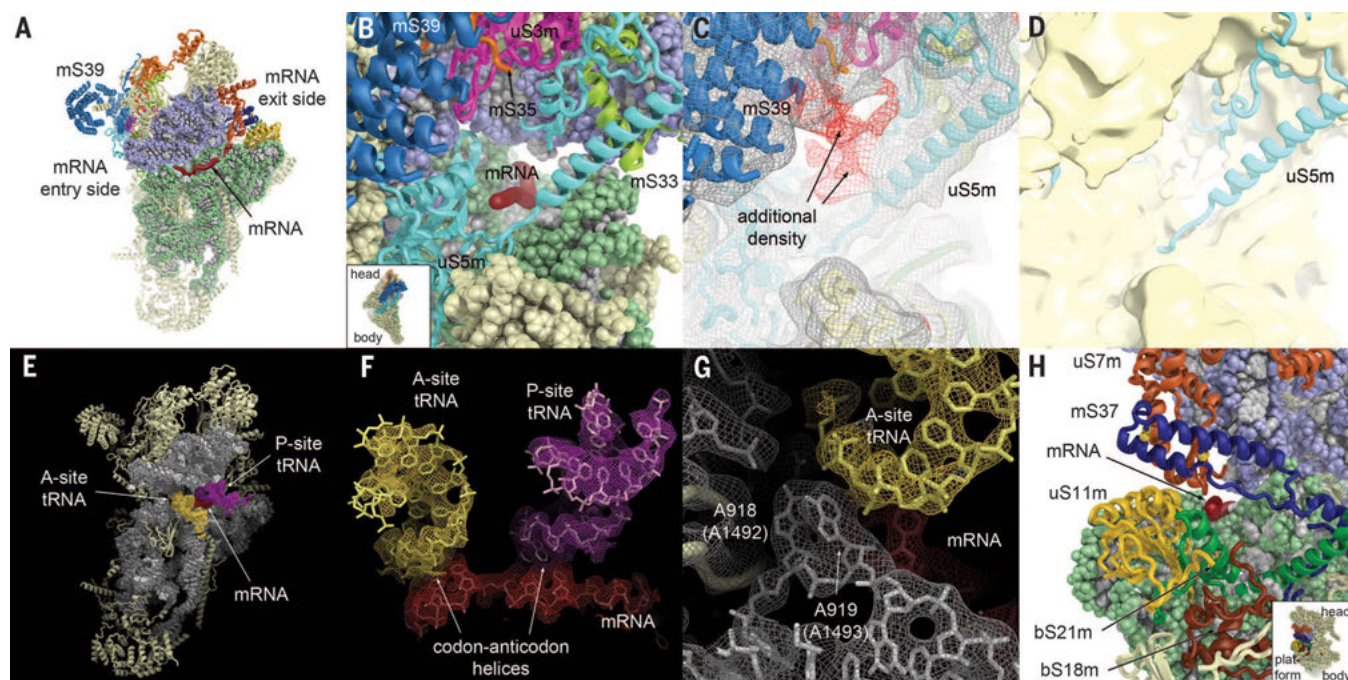 A
mS39
mRNA
exit side
mRNA
entry side
mRNA
B
mS39
uS3m
mS35
mRNA
mS33
uS5m
head
body
C
mS39
uS5m
additional
density
D
uS5m
E
A-site
tRNA
P-site
tRNA
mRNA
F
A-site
tRNA
P-site
tRNA
mRNA
codon-anticodon
helices
G
A-site
tRNA
A918
(A1492)
mRNA
A919
(A1493)
H
uS7m
mS37
mRNA
uS11m
bS21m
bS18m
head
plat-
form
body